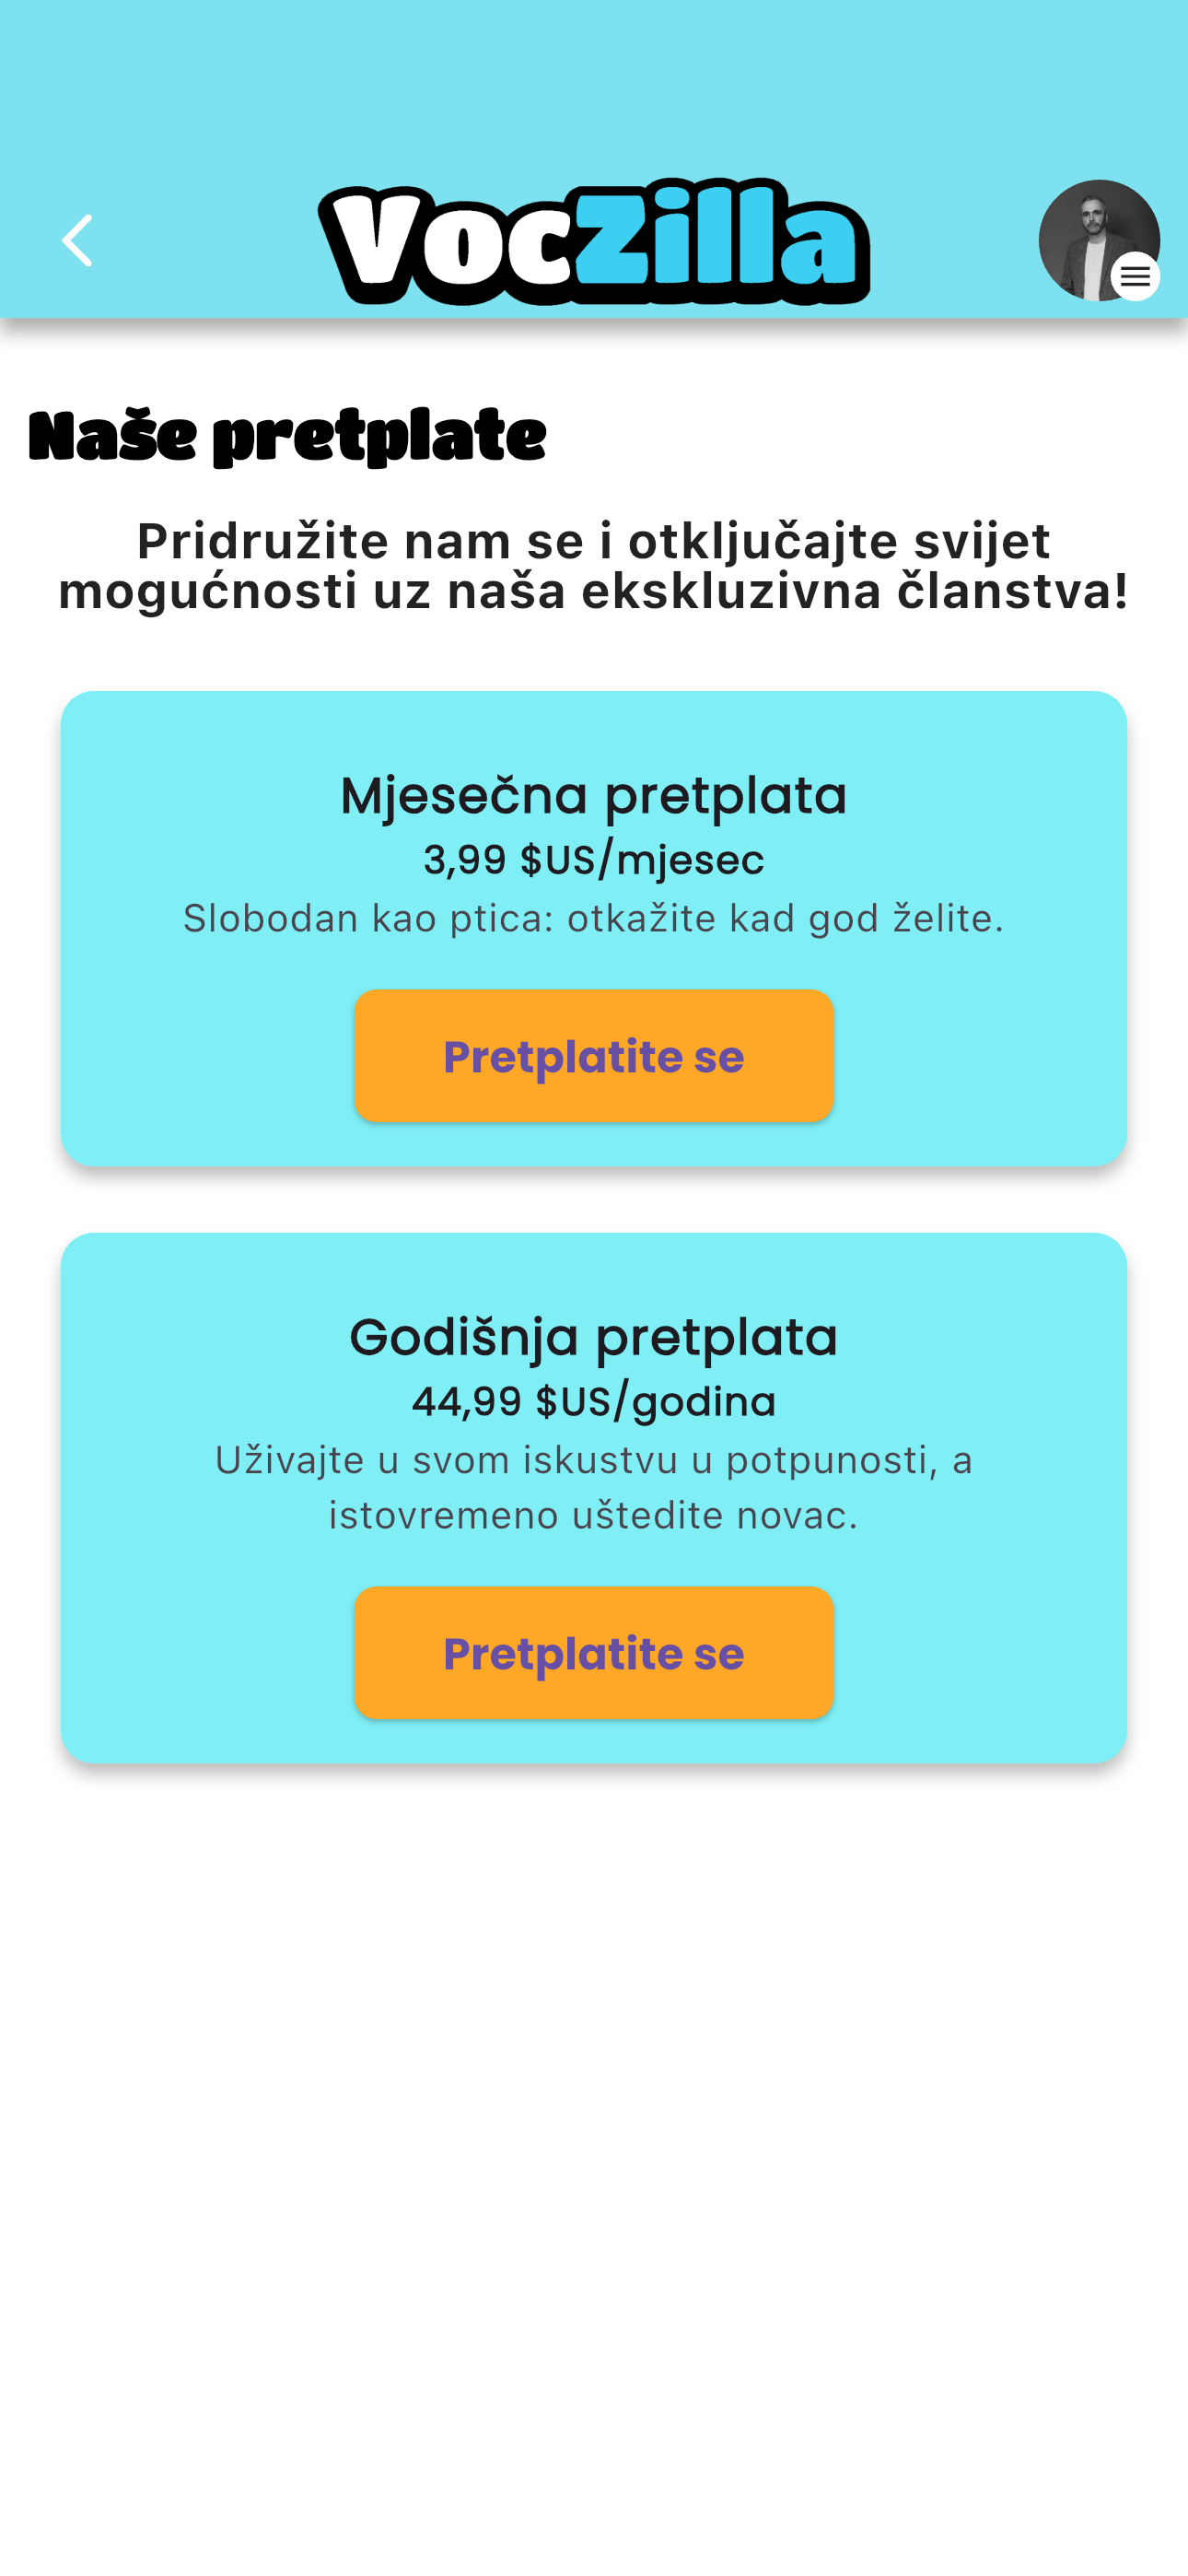 VocZilla
Naše pretplate
Pridružite nam se i otključajte svijet
mogućnosti uz naša ekskluzivna članstva!
Mjesečna pretplata
3,99 $US/mjesec
Slobodan kao ptica: otkažite kad god želite.
Pretplatite se
Godišnja pretplata
44,99 $US/godina
Uživajte u svom iskustvu u potpunosti, a
istovremeno uštedite novac.
Pretplatite se